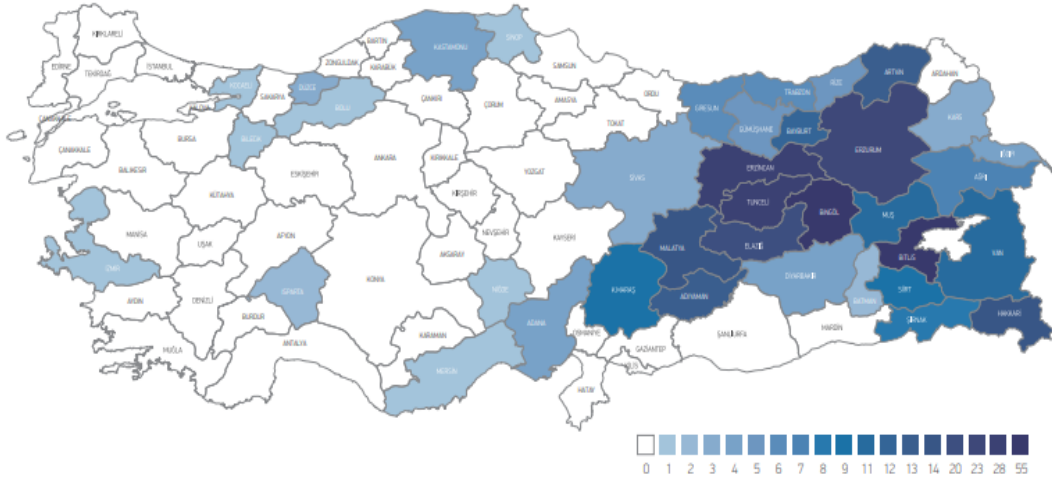 KIRKLARELİ
EDİRNE
TEKİRDAĞ
İSTANBUL
KOCAELİ
SAKARYA
DÜZCE
BOLU
ZONGULDAK
BARTIN
KARABÜK
KASTAMONU
SİNOP
SAMSUN
ORDU
GİRESUN
TRABZON
RİZE
ARTVİN
ARDAHAN
KARS
IĞDIR
AĞRI
ERZURUM
BAYBURT
GÜMÜŞHANE
TOKAT
AMASYA
ÇORUM
ÇANKIRI
ANKARA
KIRIKKALE
YOZGAT
SİVAS
ERZİNCAN
TUNCELİ
BİNGÖL
MUŞ
BİTLİS
VAN
HAKKARİ
ŞIRNAK
SİİRT
BATMAN
DİYARBAKIR
MARDİN
ŞANLIURFA
ELAZIĞ
MALATYA
ADIYAMAN
K.MARAŞ
GAZİANTEP
KİLİS
OSMANİYE
HATAY
ADANA
MERSİN
NİĞDE
KAYSERİ
NEVŞEHİR
KIRŞEHİR
AKSARAY
KONYA
KARAMAN
ANTALYA
ISPARTA
BURDUR
AFYON
ESKİŞEHİR
BİLECİK
BURSA
ÇANAKKALE
BALIKESİR
KÜTAHYA
MANİSA
UŞAK
İZMİR
AYDIN
DENİZLİ
MUĞLA
0 1 2 3 4 5 6 7 8 9 11 12 13 14 20 23 28 55